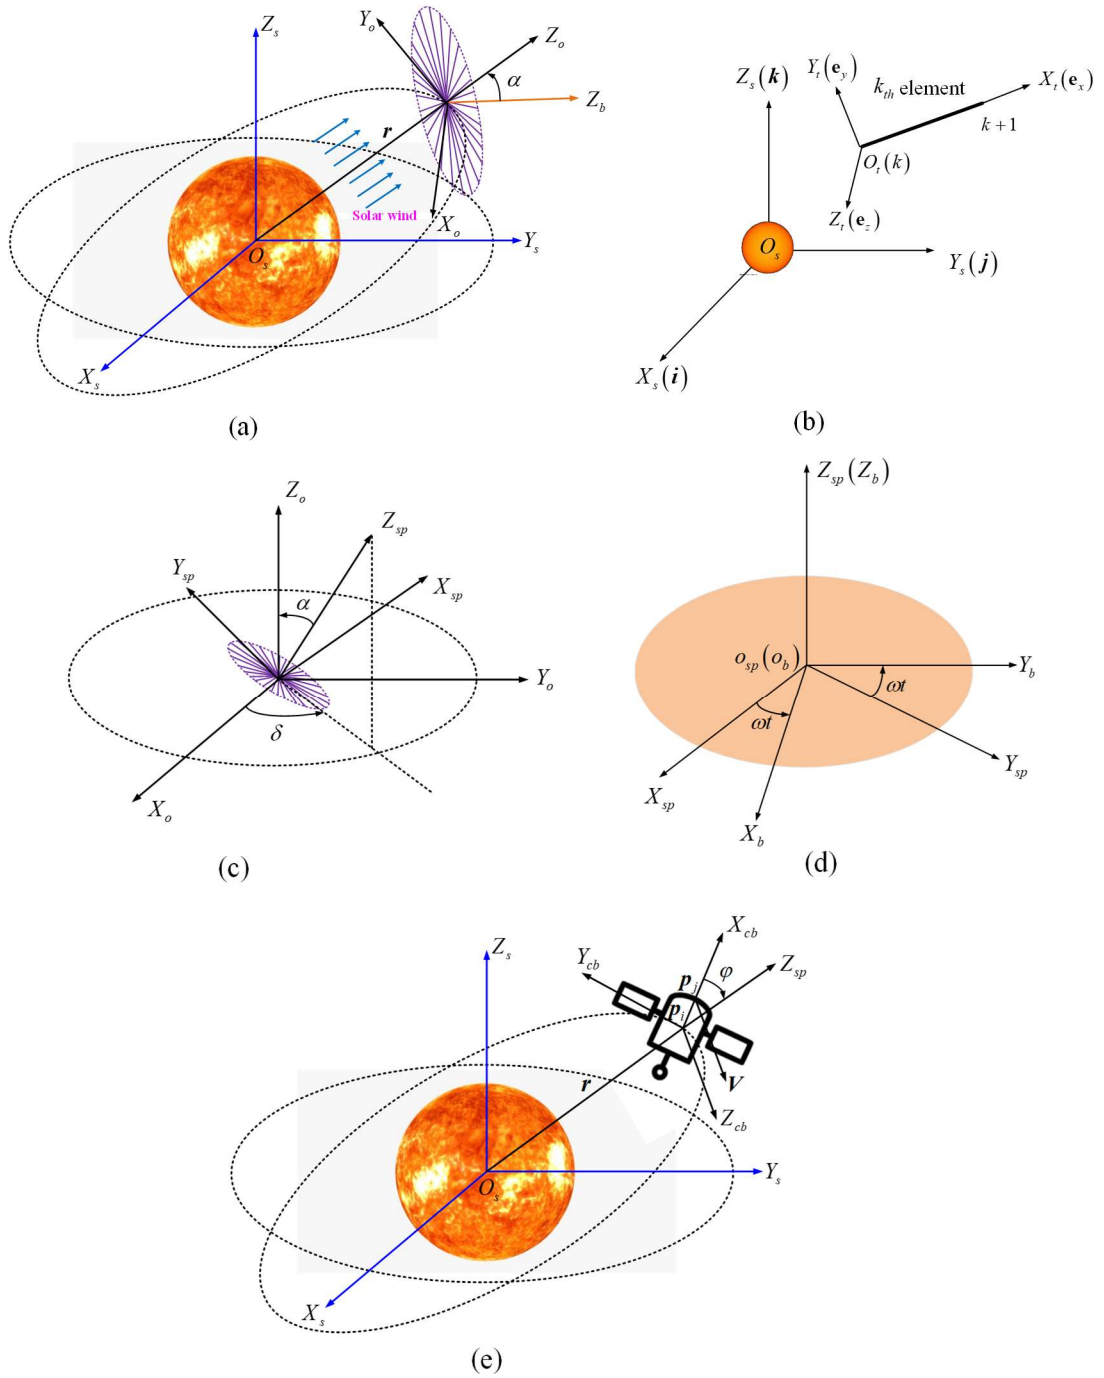 Z_s
Y_o
Z_o
α
Z_b
r
Solar wind
X_o
O_s
Y_s
X_s
(a)
Z_s(k)
Y_t(e_y)
k_th element
X_t(e_x)
k+1
O_t(k)
Z_t(e_z)
O_s
Y_s(j)
X_s(i)
(b)
Z_o
Z_sp
Y_sp
X_sp
α
Y_o
δ
X_o
(c)
Z_sp(Z_b)
o_sp(o_b)
Y_b
ωt
ωt
Y_sp
X_sp
X_b
(d)
X_cb
Z_s
Y_cb
Z_sp
φ
p_j
p_i
r
V
Z_cb
O_s
Y_s
X_s
(e)